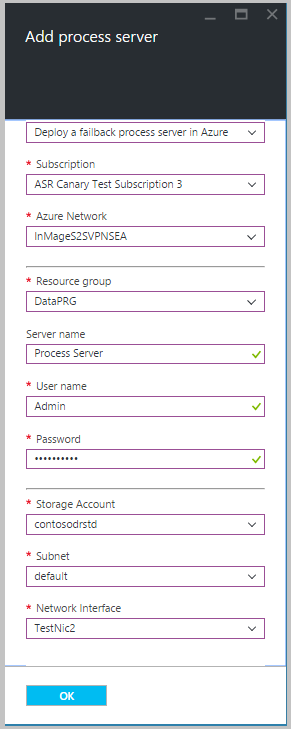 Add process server
Deploy a failback process server in Azure
* Subscription
ASR Canary Test Subscription 3
* Azure Network
InMageS2SVPNSEA
* Resource group
DataPRG
Server name
Process Server
* User name
Admin
* Password
••••••••••
* Storage Account
contosodrstd
* Subnet
default
* Network Interface
TestNic2
OK